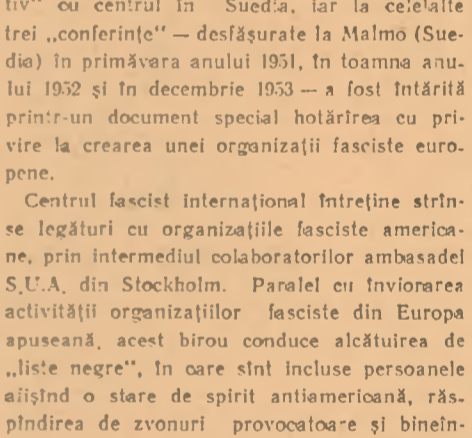 tiv" cu centrul în Suedia, iar la celelalte
trei „conferințe" — desfășurate la Malmo (Sue-
dia) în primăvara anului 1951, în toamna anu-
lui 1952 și în decembrie 1953 — a fost întărită
printr-un document special hotărîrea cu pri-
vire la crearea unei organizații fasciste euro-
pene.
Centrul fascist internațional întreține strîn-
se legături cu organizațiile fasciste america-
ne, prin intermediul colaboratorilor ambasadei
S.U.A. din Stockholm. Paralel cu înviorarea
activității organizațiilor fasciste din Europa
apuseană, acest birou conduce alcătuirea de
„liste negre", în care sînt incluse persoanele
afișînd o stare de spirit antiamericană, răs-
pîndirea de zvonuri provocatoare și bineîn-